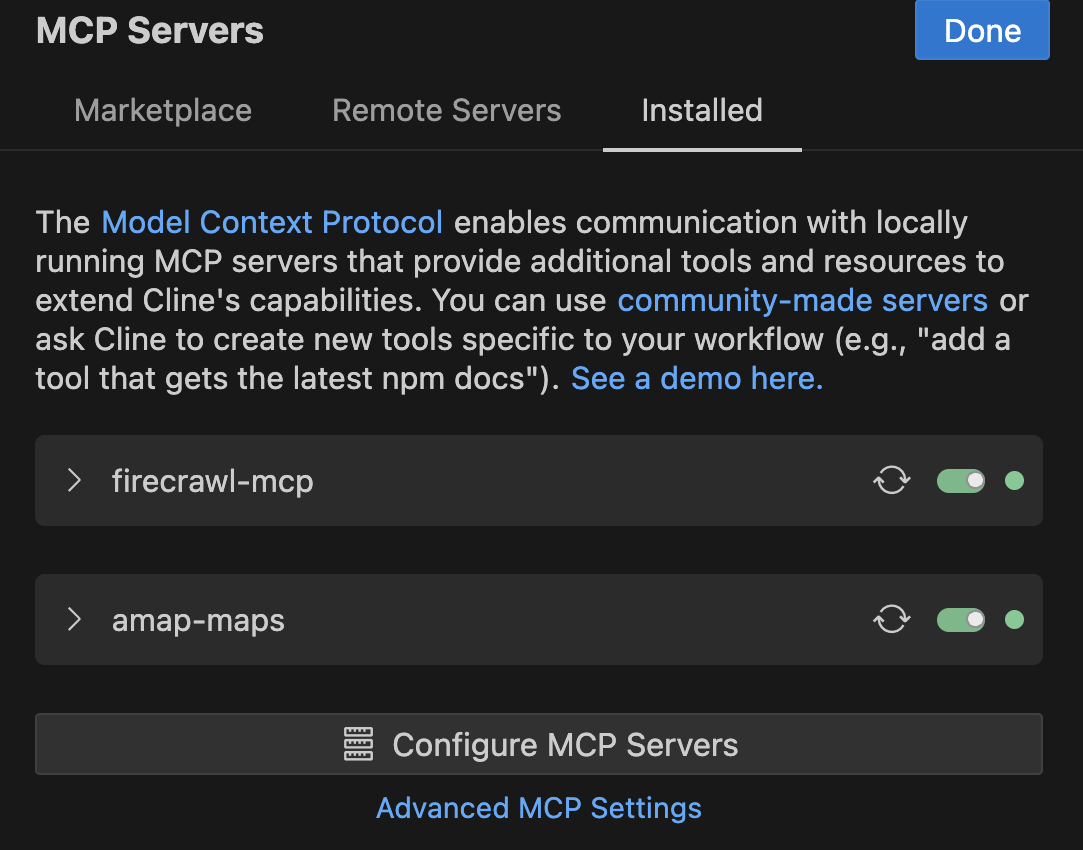 MCP Servers
Done
Marketplace
Remote Servers
Installed
The Model Context Protocol enables communication with locally
running MCP servers that provide additional tools and resources to
extend Cline's capabilities. You can use community-made servers or
ask Cline to create new tools specific to your workflow (e.g., "add a
tool that gets the latest npm docs"). See a demo here.
firecrawl-mcp
amap-maps
Configure MCP Servers
Advanced MCP Settings